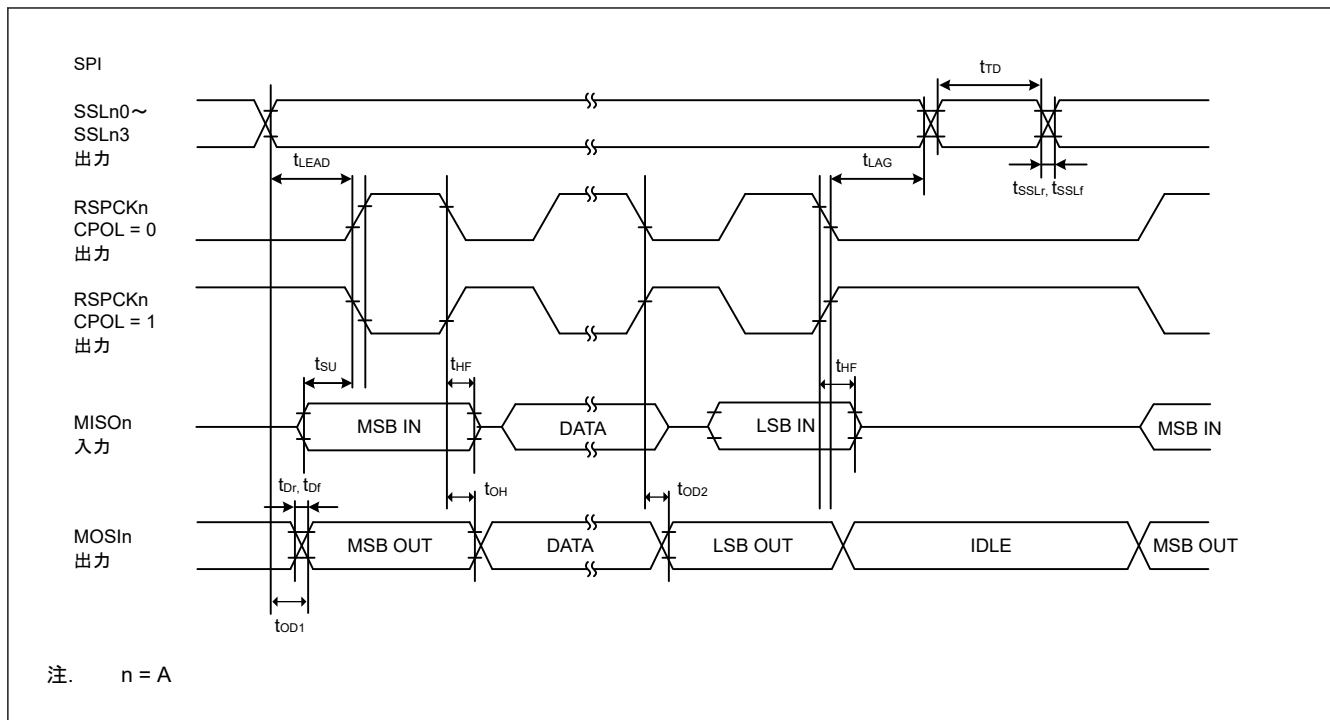 SPI
SSLn0～
SSLn3
出力
tTD
tLEAD
tLAG
tSSLr, tSSLf
RSPCKn
CPOL = 0
出力
RSPCKn
CPOL = 1
出力
tSU
tHF
tHF
MISOn
入力
MSB IN
DATA
LSB IN
MSB IN
tDr, tDf
tOH
tOD2
MOSIn
出力
MSB OUT
DATA
LSB OUT
IDLE
MSB OUT
tOD1
注. n = A